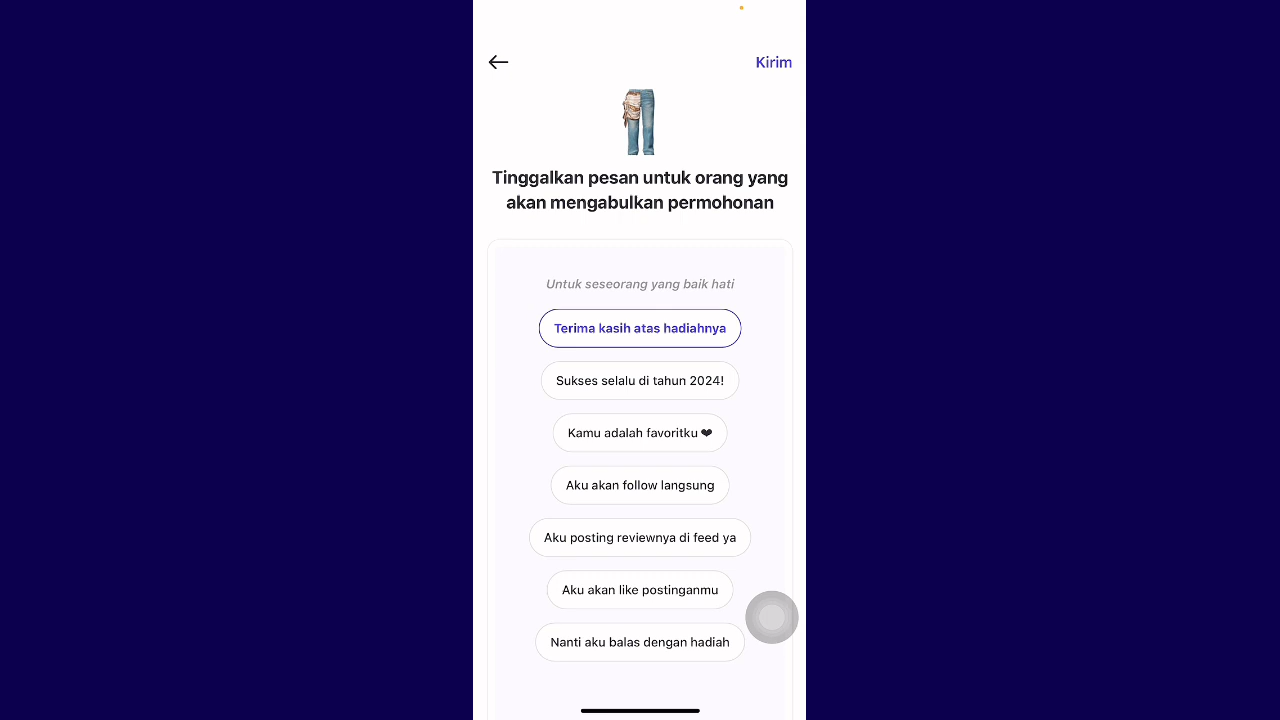 Kirim
Tinggalkan pesan untuk orang yang
akan mengabulkan permohonan
Untuk seseorang yang baik hati
Terima kasih atas hadiahnya
Sukses selalu di tahun 2024!
Kamu adalah favoritku ❤
Aku akan follow langsung
Aku posting reviewnya di feed ya
Aku akan like postinganmu
Nanti aku balas dengan hadiah